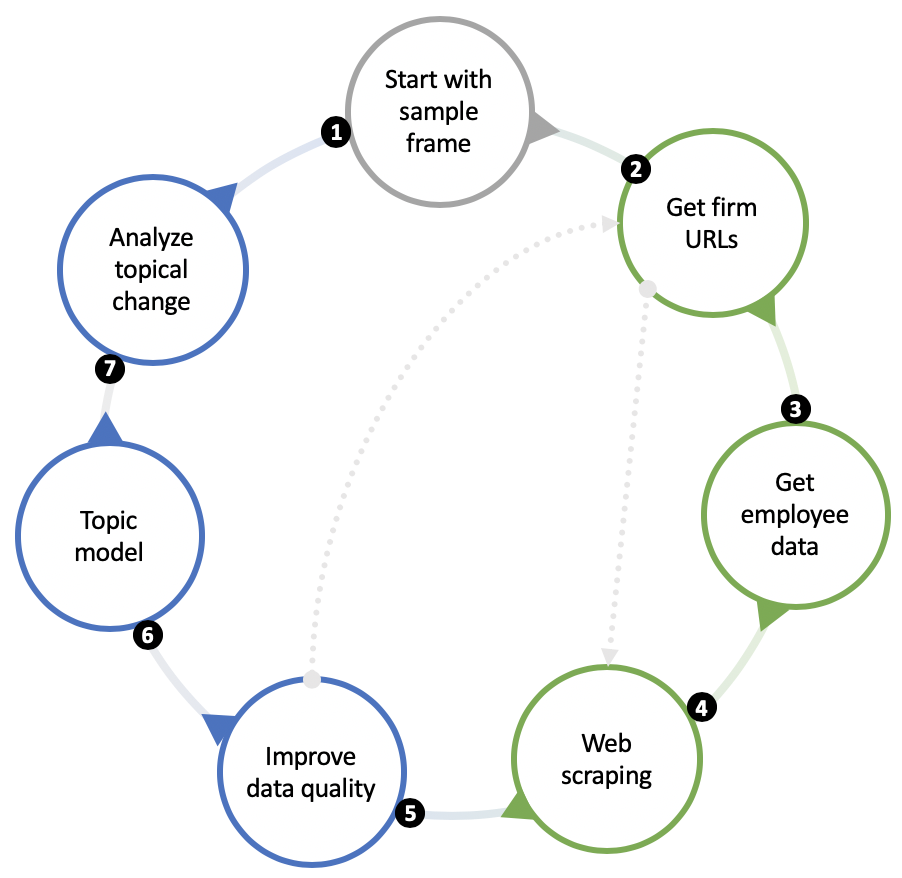 1
Start with
sample
frame
2
Get firm
URLs
3
Get
employee
data
4
Web
scraping
5
Improve
data quality
6
Topic
model
7
Analyze
topical
change